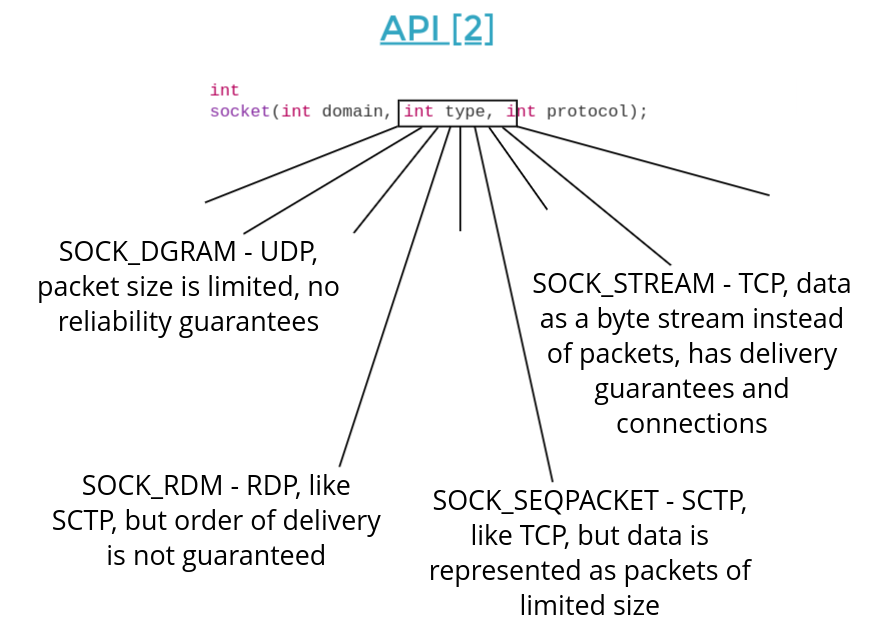 API [2]
int
socket(int domain, int type, int protocol);
SOCK_DGRAM - UDP,
packet size is limited, no
reliability guarantees
SOCK_STREAM - TCP, data
as a byte stream instead
of packets, has delivery
guarantees and
connections
SOCK_RDM - RDP, like
SCTP, but order of delivery
is not guaranteed
SOCK_SEQPACKET - SCTP,
like TCP, but data is
represented as packets of
limited size